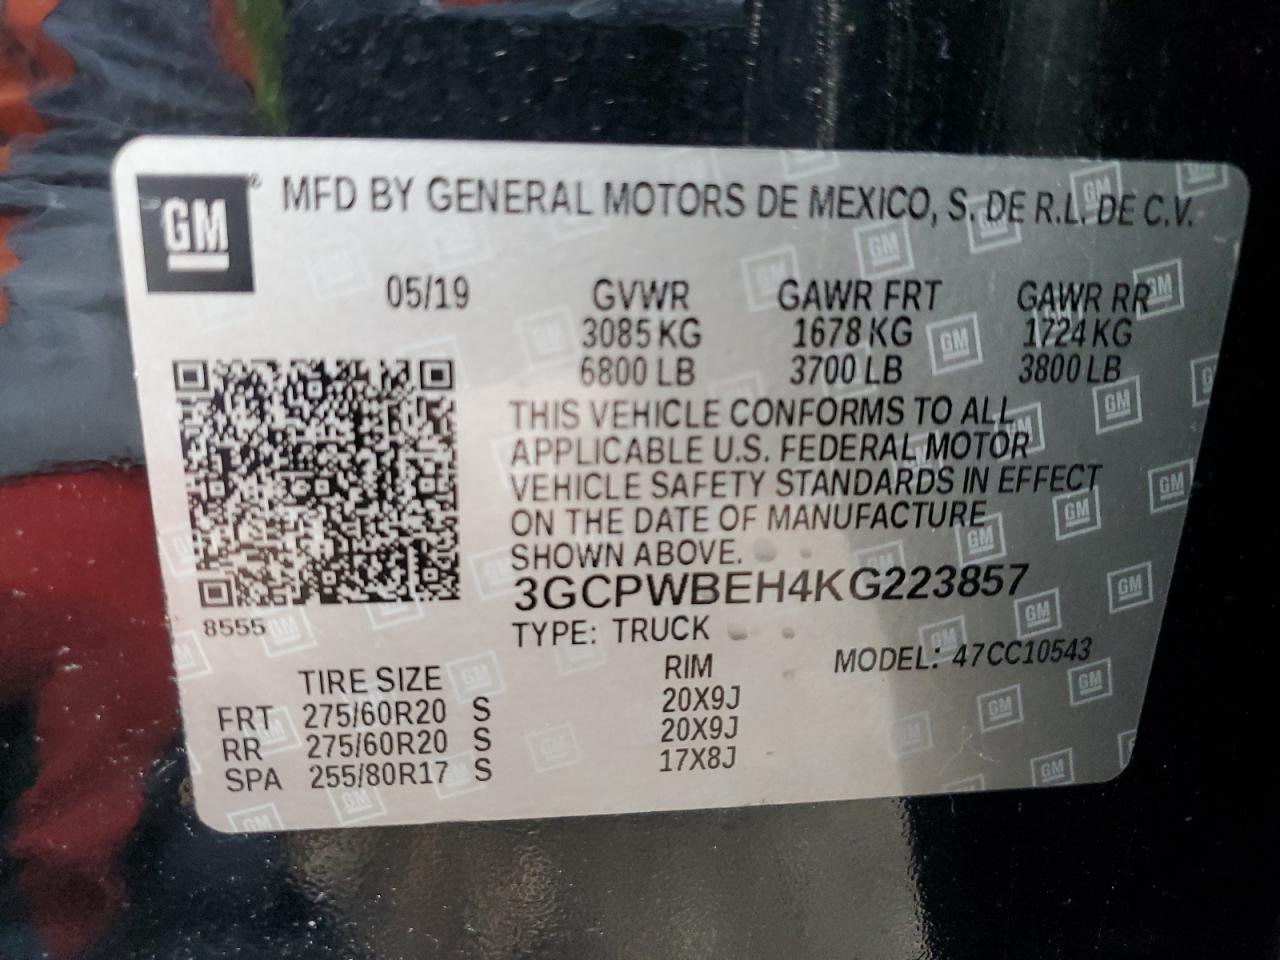 GM® MFD BY GENERAL MOTORS DE MEXICO, S. DE R.L. DE C.V.
05/19 GVWR GAWR FRT GAWR RR
3085 KG 1678 KG 1724 KG
6800 LB 3700 LB 3800 LB
THIS VEHICLE CONFORMS TO ALL
APPLICABLE U.S. FEDERAL MOTOR
VEHICLE SAFETY STANDARDS IN EFFECT
ON THE DATE OF MANUFACTURE
SHOWN ABOVE.
3GCPWBEH4KG223857
8555
TYPE: TRUCK
MODEL: 47CC10543
TIRE SIZE RIM
FRT 275/60R20 S 20X9J
RR 275/60R20 S 20X9J
SPA 255/80R17 S 17X8J